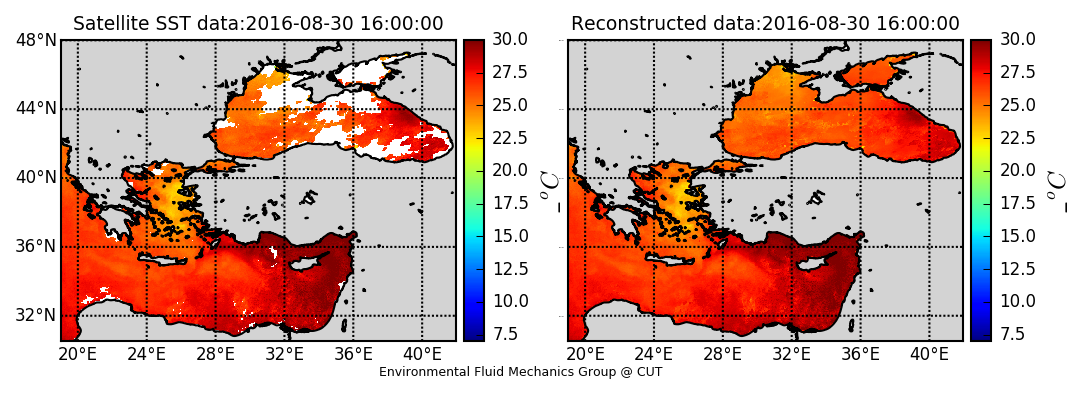 Satellite SST data:2016-08-30 16:00:00
48°N
44°N
40°N
36°N
32°N
20°E 24°E 28°E 32°E 36°E 40°E
30.0
27.5
25.0
22.5
20.0
17.5
15.0
12.5
10.0
7.5
_°C
Reconstructed data:2016-08-30 16:00:00
20°E 24°E 28°E 32°E 36°E 40°E
30.0
27.5
25.0
22.5
20.0
17.5
15.0
12.5
10.0
7.5
_°C
Environmental Fluid Mechanics Group @ CUT